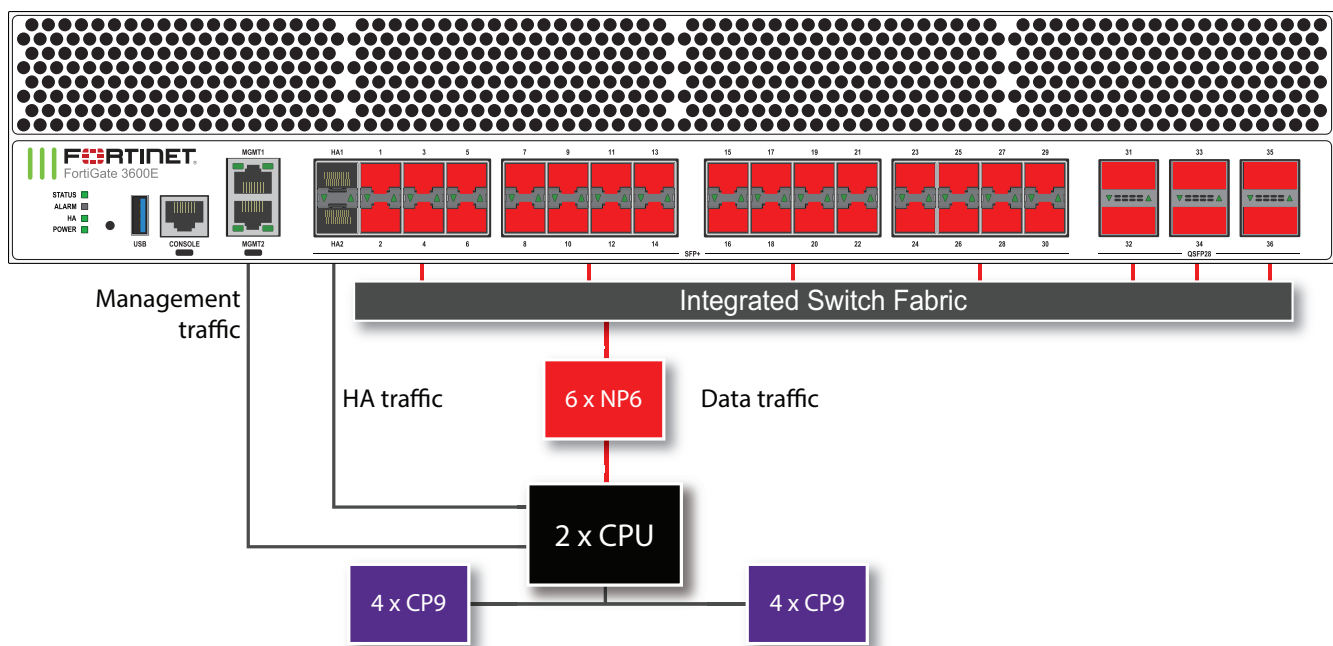 FORTINET
FortiGate 3600E
STATUS
ALARM
HA
POWER
USB
CONSOLE
MGMT1
MGMT2
HA1 1 3 5 7 9 11 13 15 17 19 21 23 25 27 29 31 33 35
HA2 2 4 6 8 10 12 14 16 18 20 22 24 26 28 30 32 34 36
SFP+
QSFP28
Management
traffic
Integrated Switch Fabric
HA traffic
6 x NP6
Data traffic
2 x CPU
4 x CP9
4 x CP9